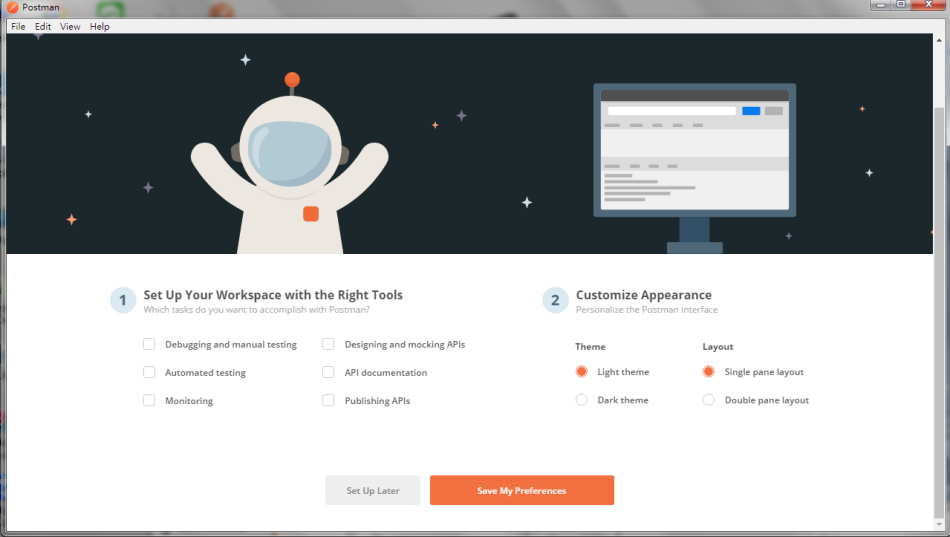 Postman
File Edit View Help
1 Set Up Your Workspace with the Right Tools
Which tasks do you want to accomplish with Postman?
Debugging and manual testing
Designing and mocking APIs
Automated testing
API documentation
Monitoring
Publishing APIs
2 Customize Appearance
Personalize the Postman interface
Theme
Light theme
Dark theme
Layout
Single pane layout
Double pane layout
Set Up Later
Save My Preferences